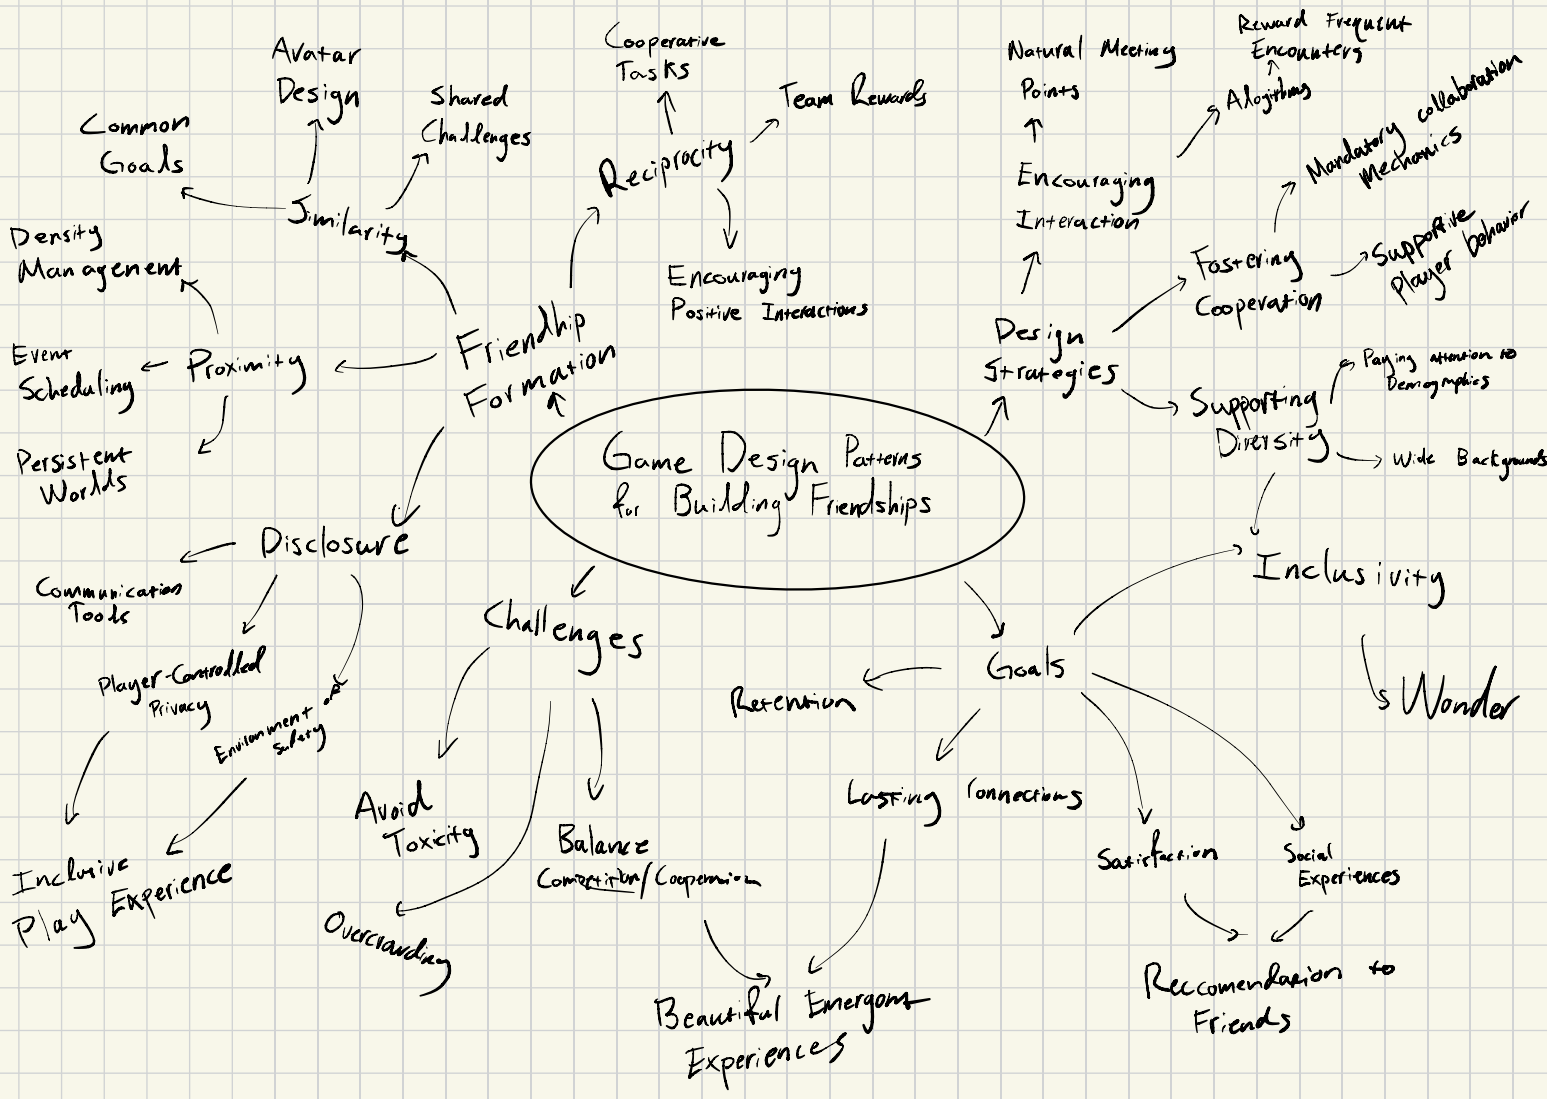 Avatar
Design
Common
Goals
Shared
Challenges
Similarity
Cooperative
Tasks
Team Rewards
Reciprocity
Encouraging
Positive Interactions
Density
Management
Event
Scheduling
Proximity
Persistent
Worlds
Friendhip
Formation
Disclosure
Communication
Tools
Player-Controlled
Privacy
Environment of
Safety
Inclusive
Play Experience
Game Design Patterns
for Building Friendships
Natural Meeting
Points
Reward Frequent
Encounters
Alogithms
Encouraging
Interaction
Mandatory collaboration
Mechanics
Fostering
Cooperation
Supportive
Player behavior
Design
Strategies
Supporting
Diversity
Paying attention to
Demographics
Wide Backgrounds
Inclusivity
Wonder
Challenges
Avoid
Toxicity
Balance
Competition/Cooperation
Overcrowding
Goals
Retention
Lasting Connections
Satisfaction
Social
Experiences
Beautiful Emergent
Experiences
Reccomendation to
Friends